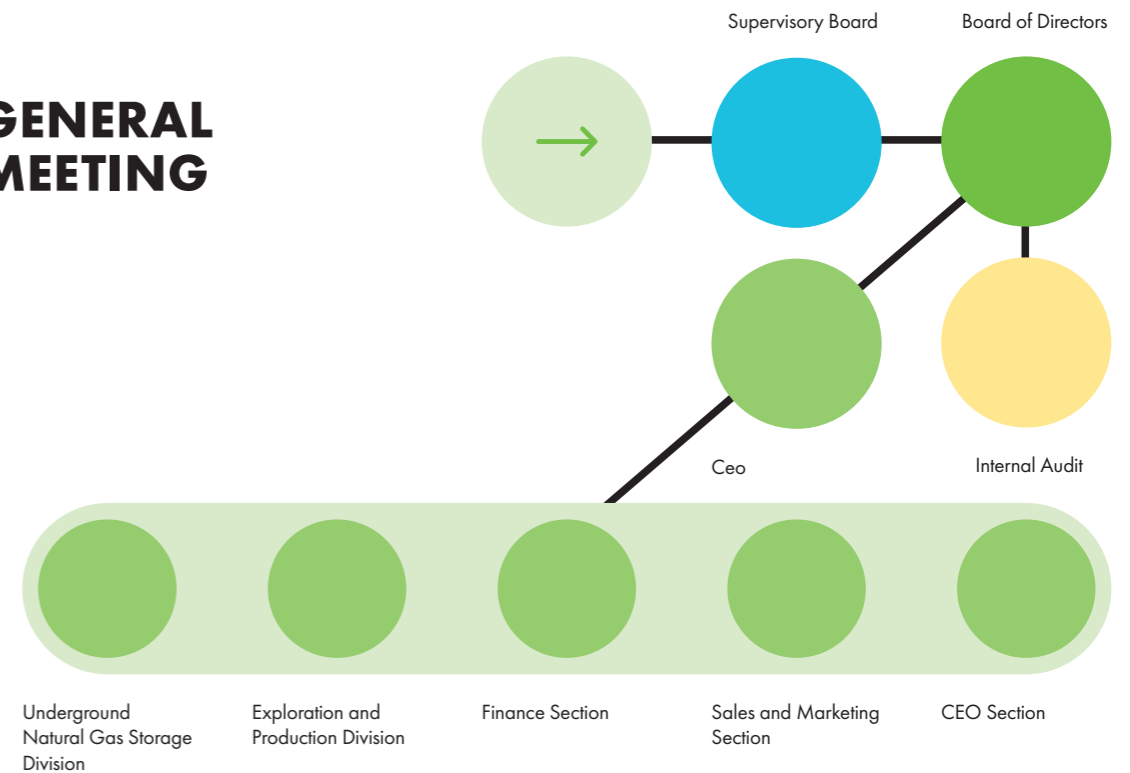 Supervisory Board
Board of Directors
GENERAL
MEETING
Ceo
Internal Audit
Underground
Natural Gas Storage
Division
Exploration and
Production Division
Finance Section
Sales and Marketing
Section
CEO Section